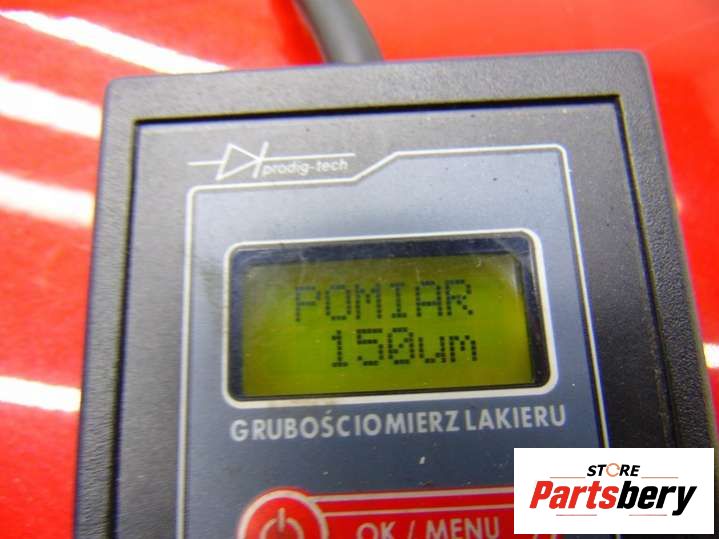 prodig-tech
POMIAR
150um
GRUBOŚCIOMIERZ LAKIERU
OK / MENU
STORE
Partsbery